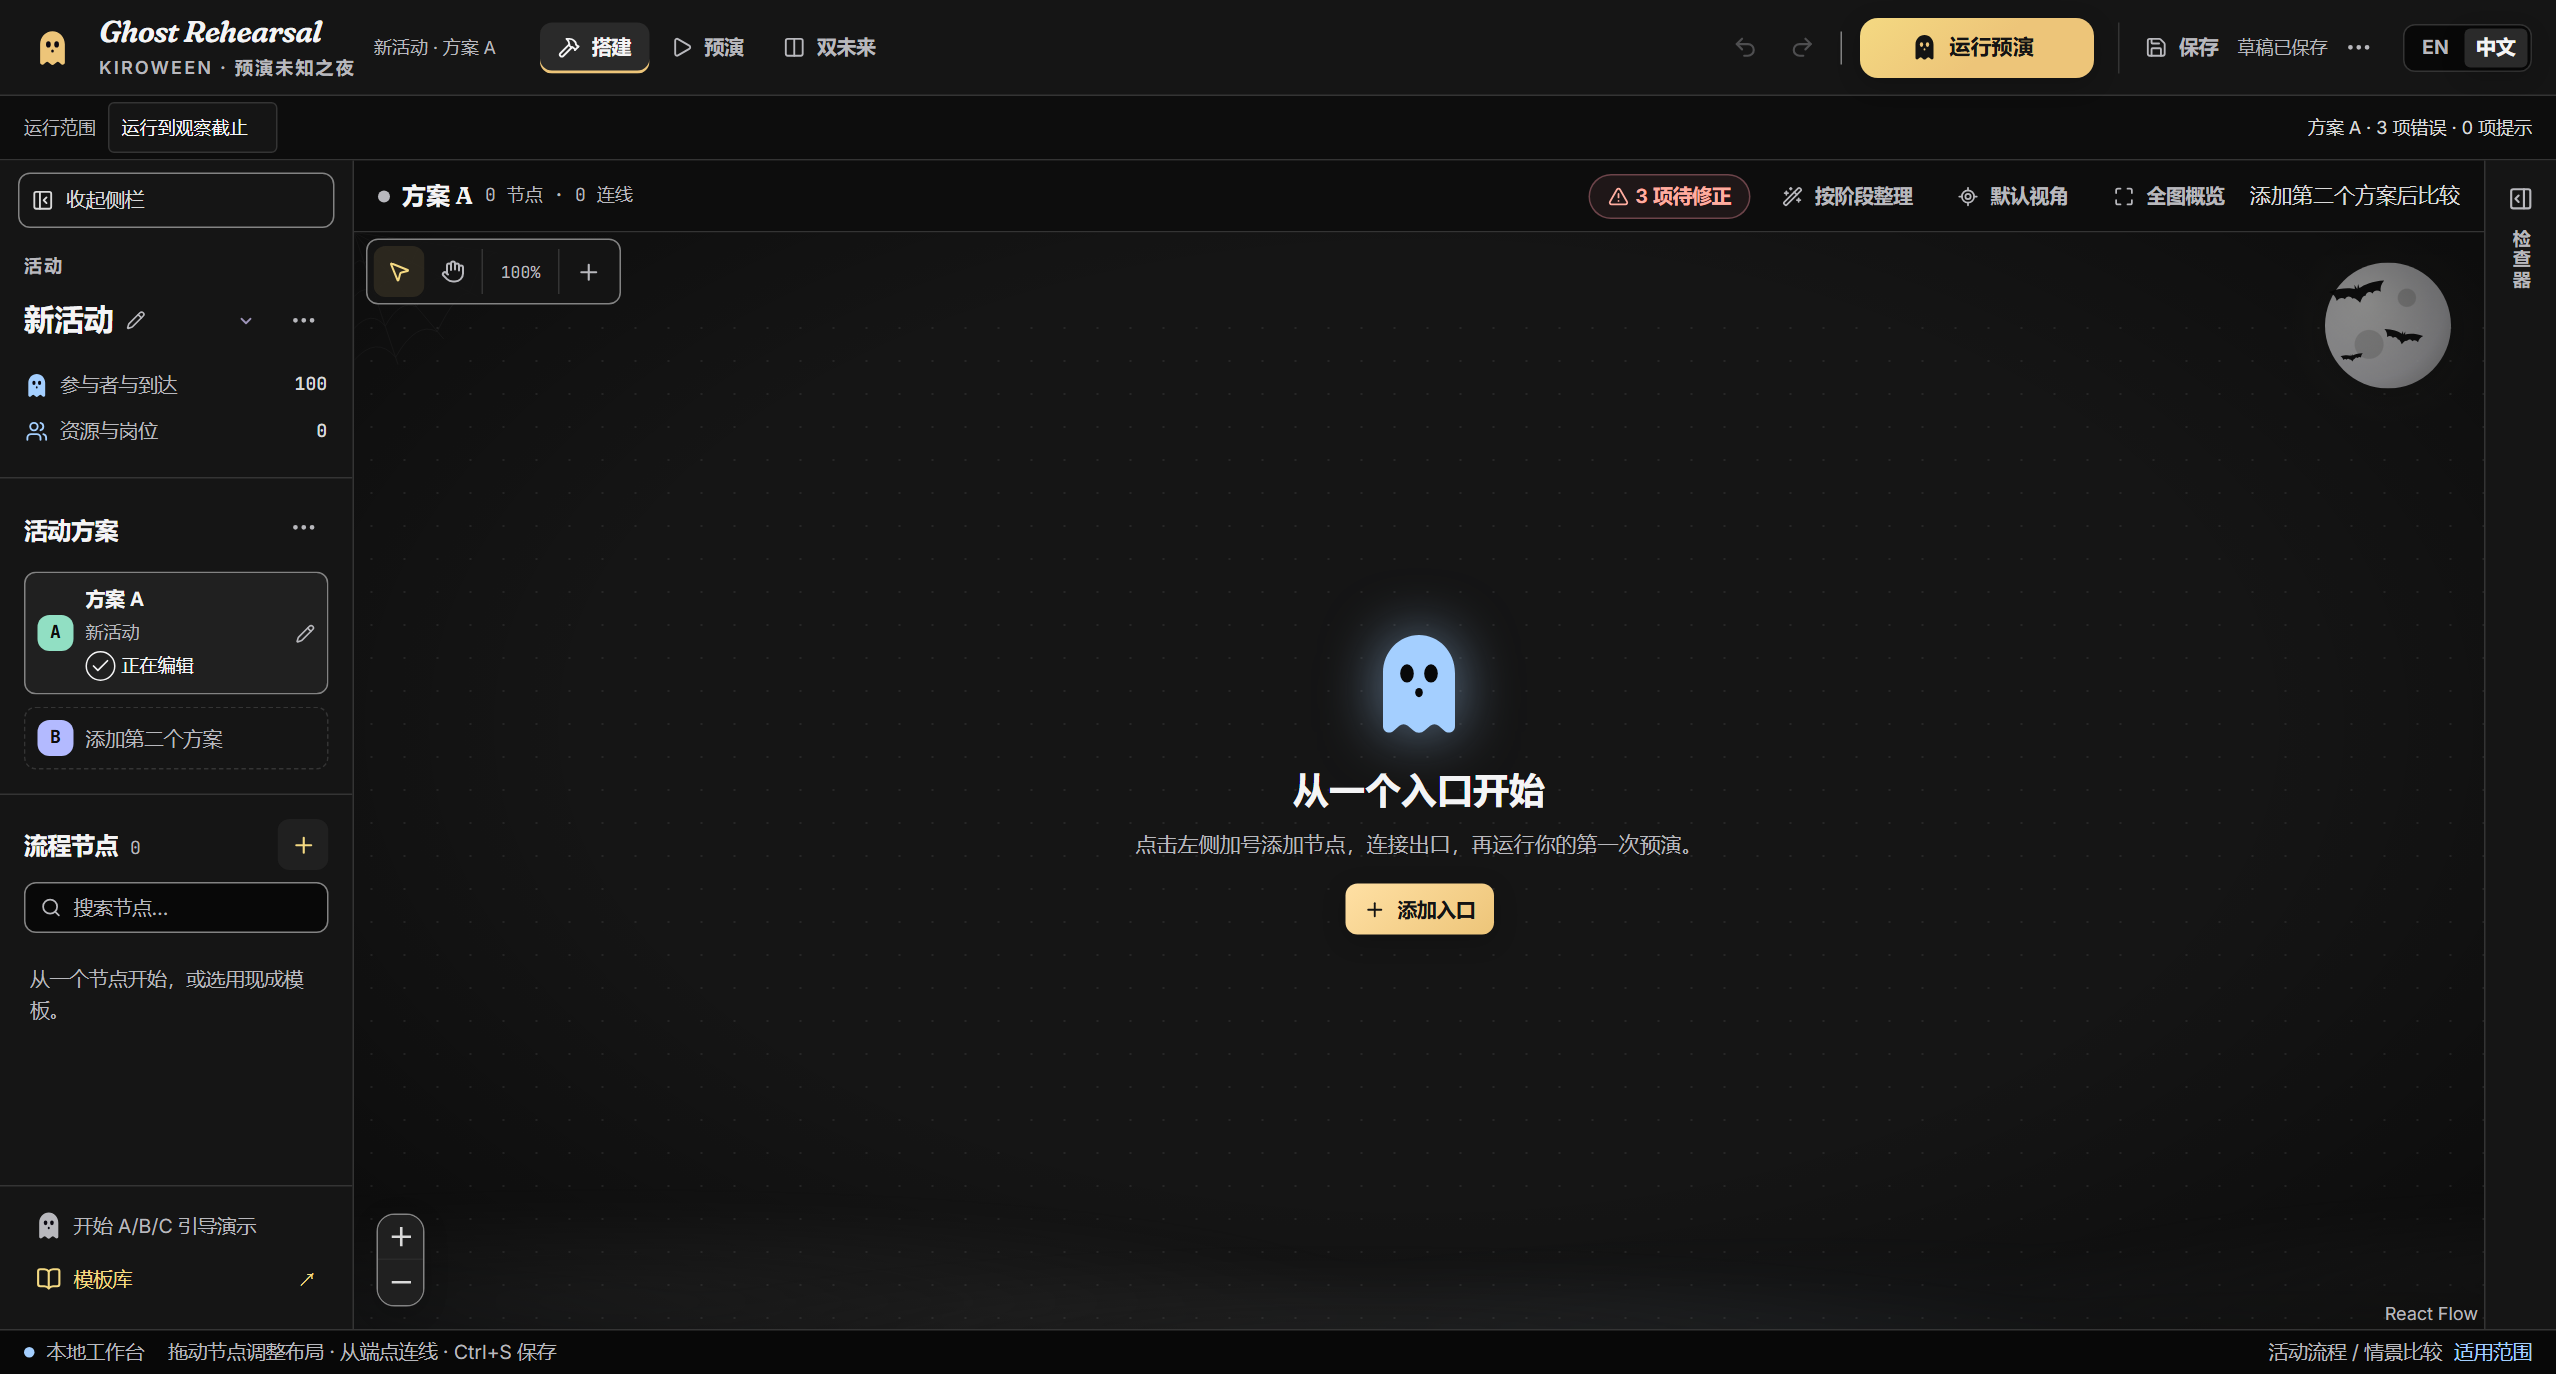 Ghost Rehearsal
KIROWEEN · 预演未知之夜
新活动 · 方案 A
搭建
预演
双未来
运行预演
保存
草稿已保存
EN
中文
运行范围
运行到观察截止
方案 A · 3 项错误 · 0 项提示
收起侧栏
活动
新活动
参与者与到达
100
资源与岗位
0
活动方案
A
方案 A
新活动
正在编辑
B
添加第二个方案
流程节点 0
搜索节点...
从一个节点开始，或选用现成模
板。
开始 A/B/C 引导演示
模板库
方案 A
0 节点 · 0 连线
3 项待修正
按阶段整理
默认视角
全图概览
添加第二个方案后比较
100%
从一个入口开始
点击左侧加号添加节点，连接出口，再运行你的第一次预演。
添加入口
React Flow
检查器
本地工作台
拖动节点调整布局 · 从端点连线 · Ctrl+S 保存
活动流程 / 情景比较
适用范围